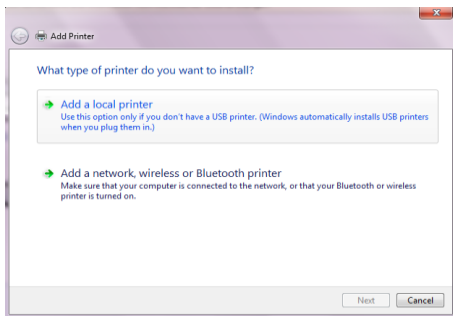 Add Printer
What type of printer do you want to install?
Add a local printer
Use this option only if you don't have a USB printer. (Windows automatically installs USB printers
when you plug them in.)
Add a network, wireless or Bluetooth printer
Make sure that your computer is connected to the network, or that your Bluetooth or wireless
printer is turned on.
Next Cancel